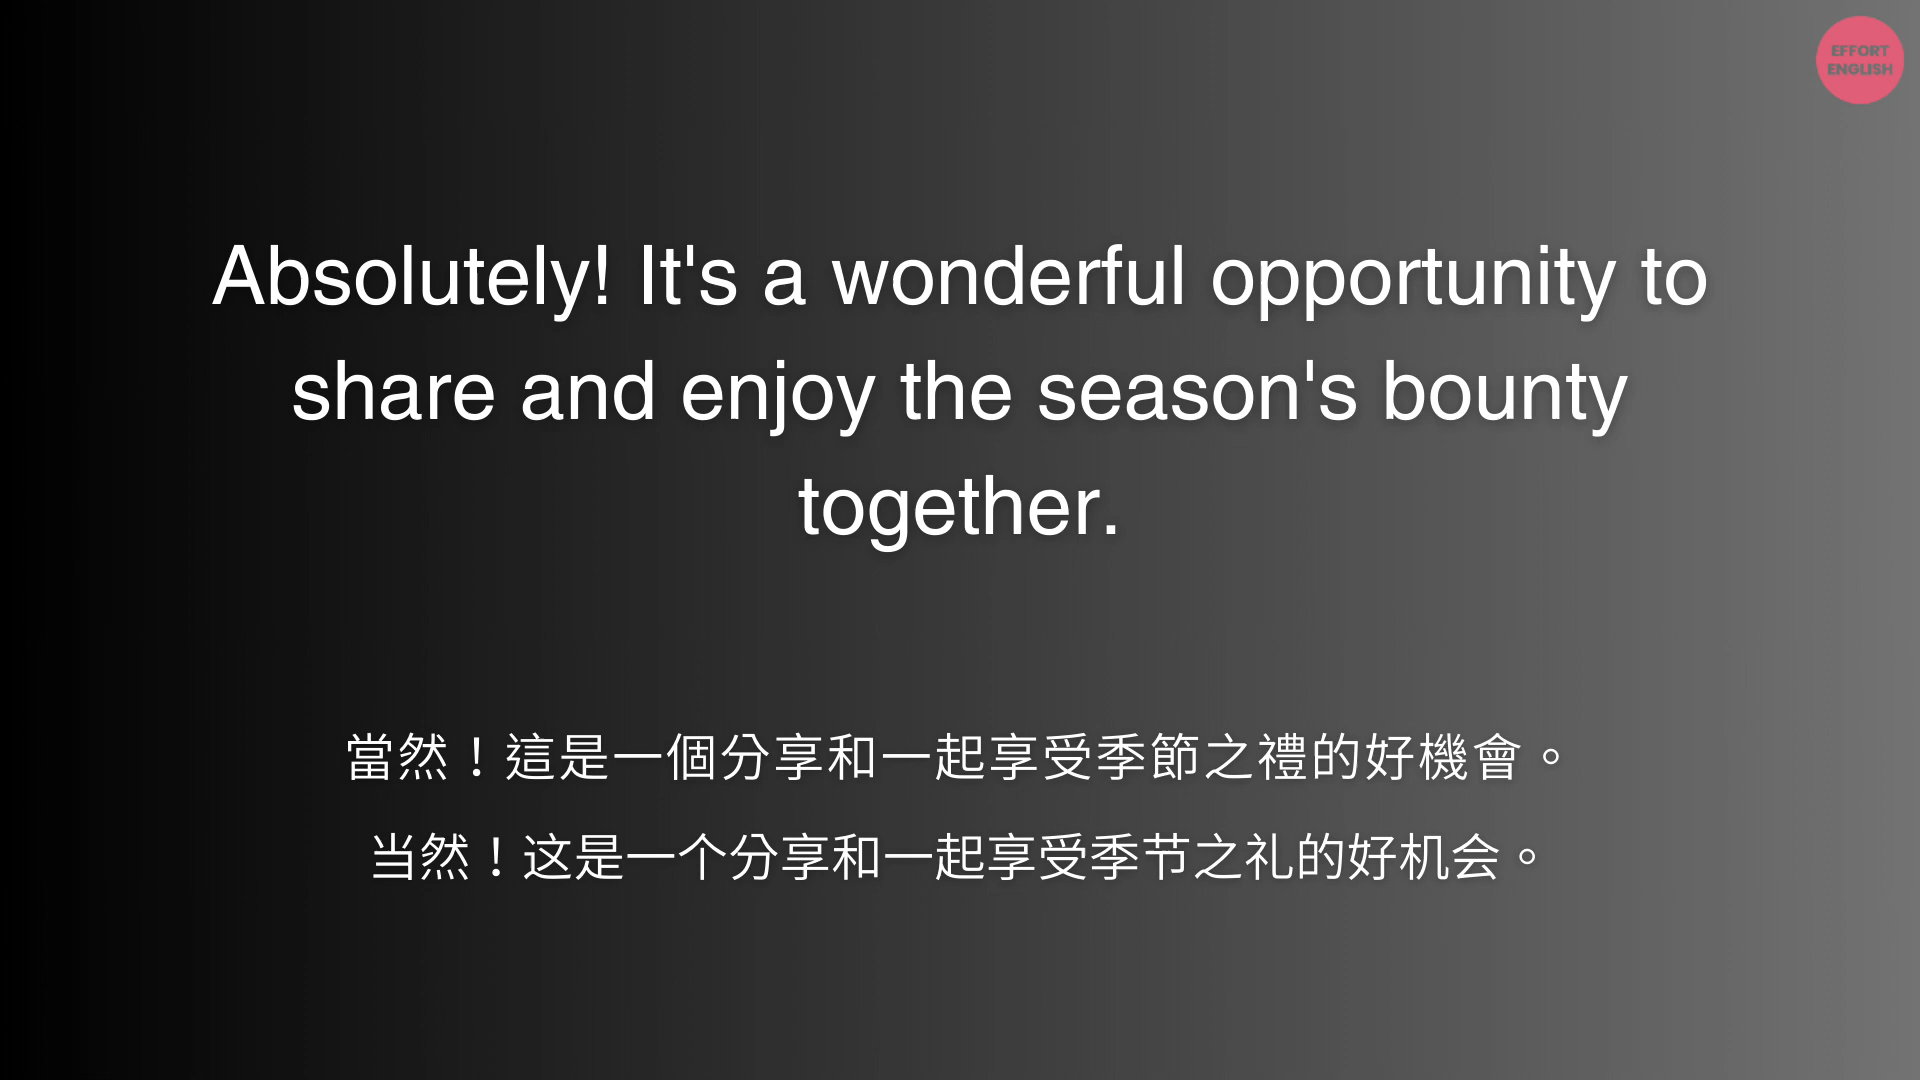 EFFORT
ENGLISH
Absolutely! It's a wonderful opportunity to
share and enjoy the season's bounty
together.
當然！這是一個分享和一起享受季節之禮的好機會。
当然！这是一个分享和一起享受季节之礼的好机会。